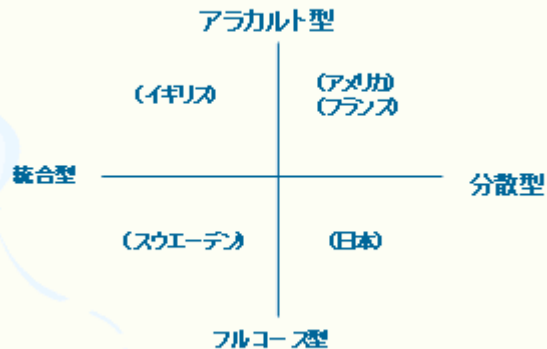 アラカルト型
(イギリス)
(アメリカ)
(フランス)
統合型
分散型
(スウエーデン)
(日本)
フルコース型